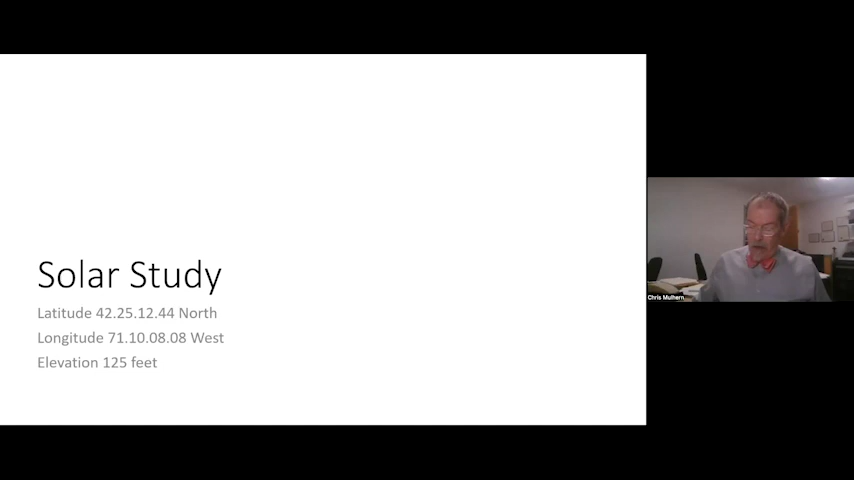 Solar Study
Latitude 42.25.12.44 North
Longitude 71.10.08.08 West
Elevation 125 feet
Chris Mulhern